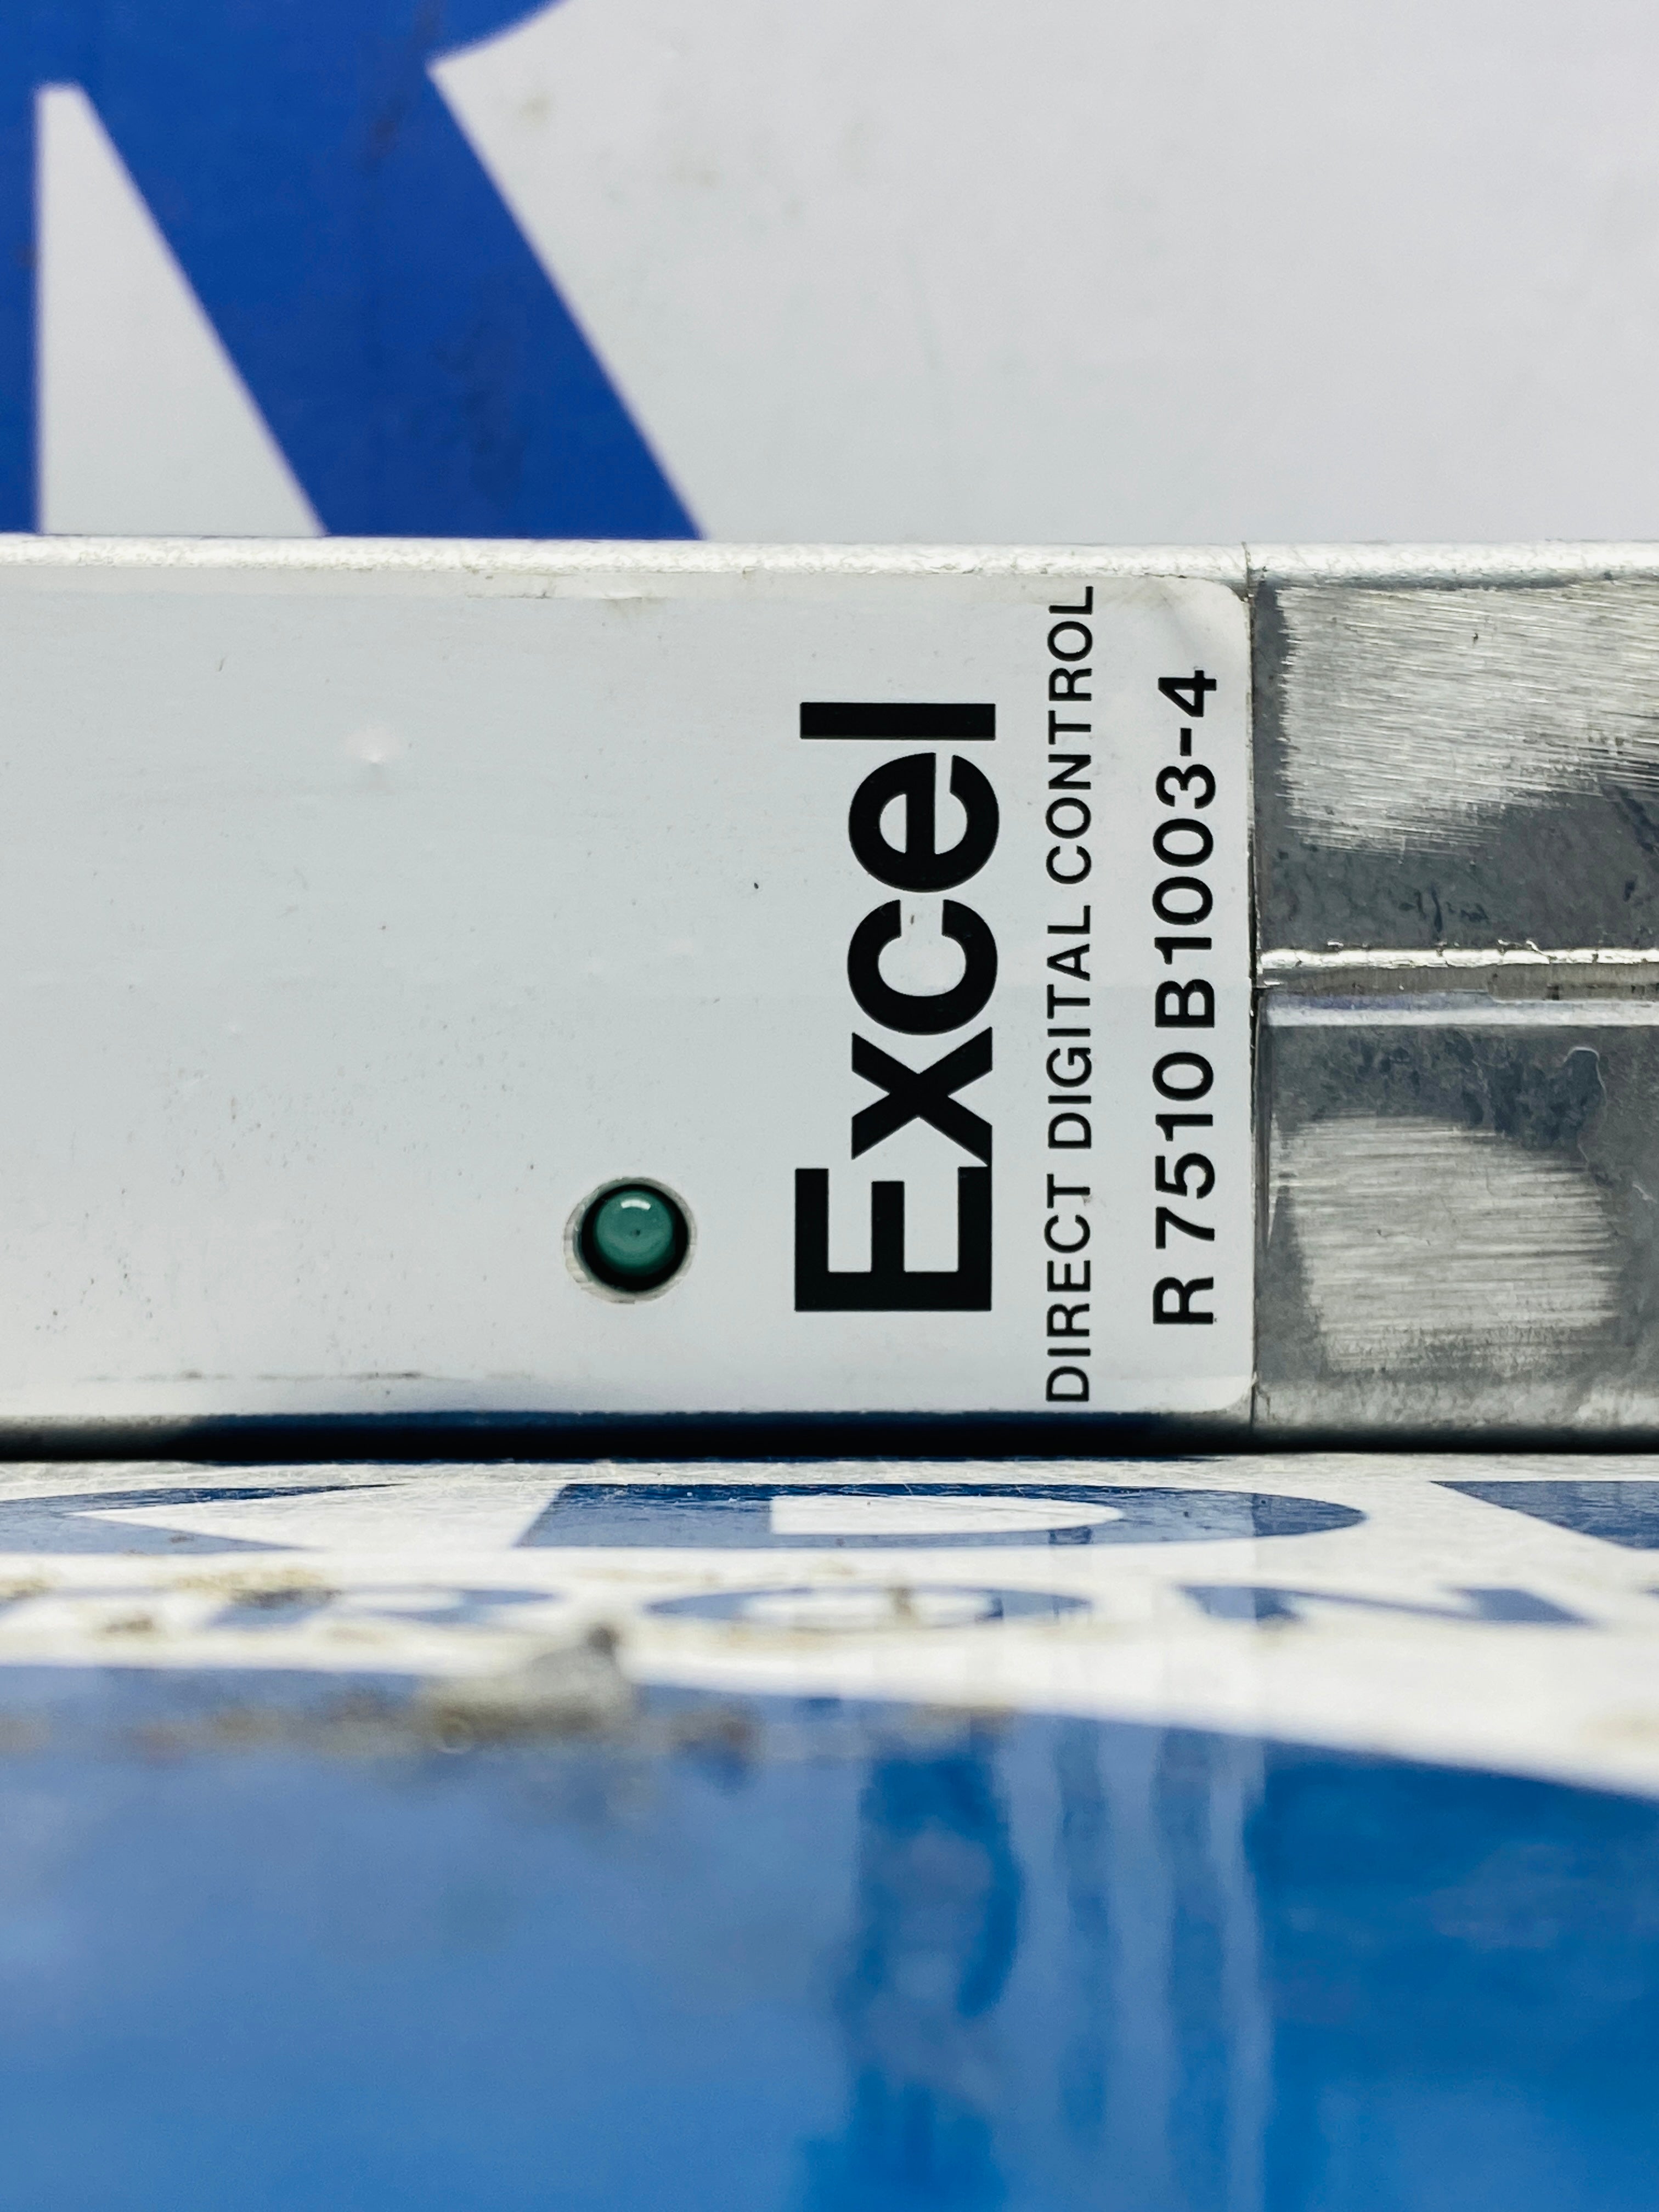 Excel
DIRECT DIGITAL CONTROL
R 7510 B1003-4